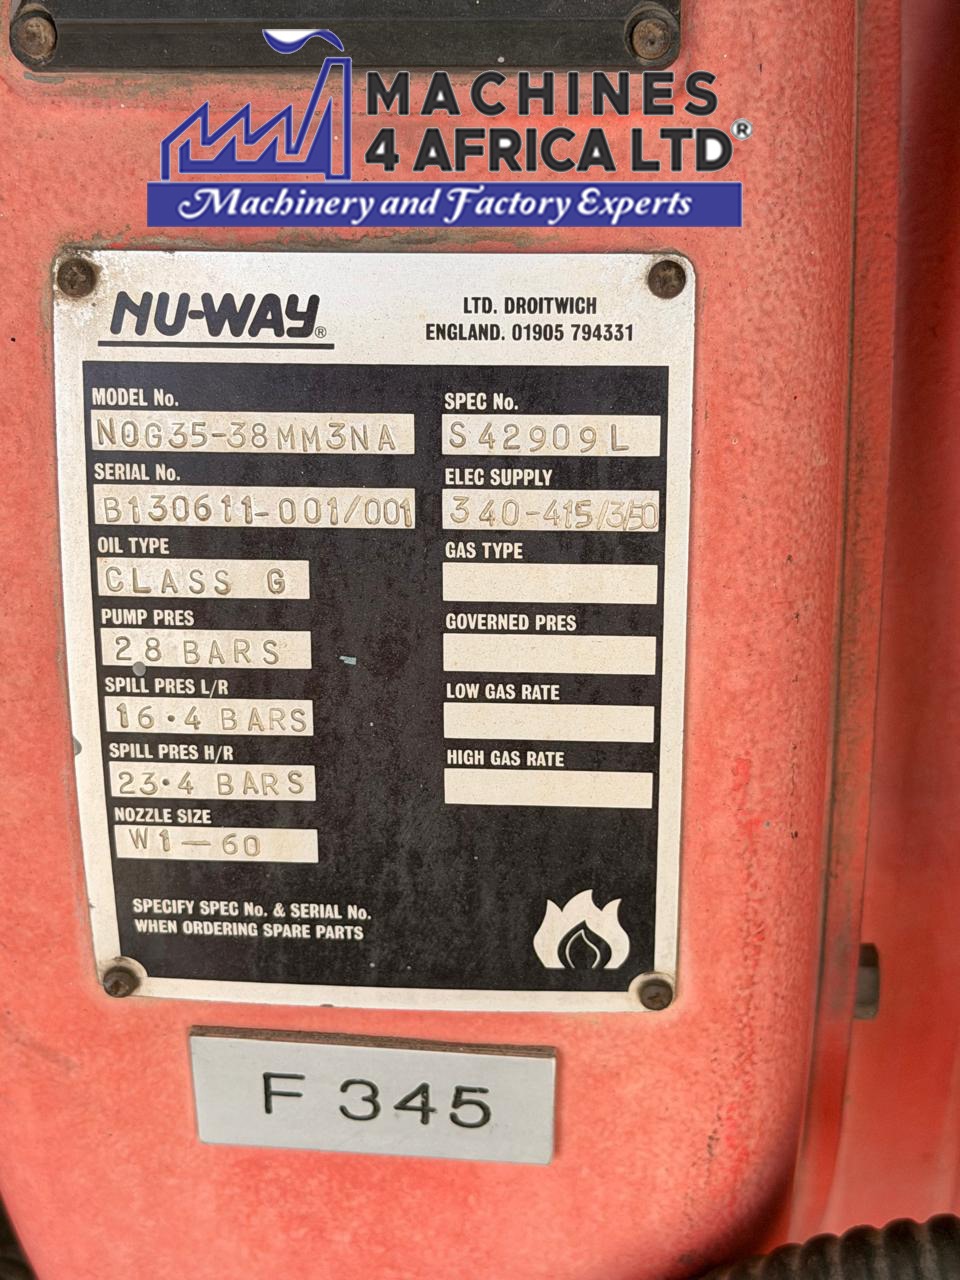 MACHINES
4 AFRICA LTD®
Machinery and Factory Experts
NU-WAY®
LTD. DROITWICH
ENGLAND. 01905 794331
MODEL No.
NOG35-38MM3NA
SPEC No.
S42909L
SERIAL No.
B130611-001/001
ELEC SUPPLY
340-415/3/50
OIL TYPE
CLASS G
GAS TYPE
PUMP PRES
28 BARS
GOVERNED PRES
SPILL PRES L/R
16·4 BARS
LOW GAS RATE
SPILL PRES H/R
23·4 BARS
HIGH GAS RATE
NOZZLE SIZE
W1-60
SPECIFY SPEC No. & SERIAL No.
WHEN ORDERING SPARE PARTS
F 345